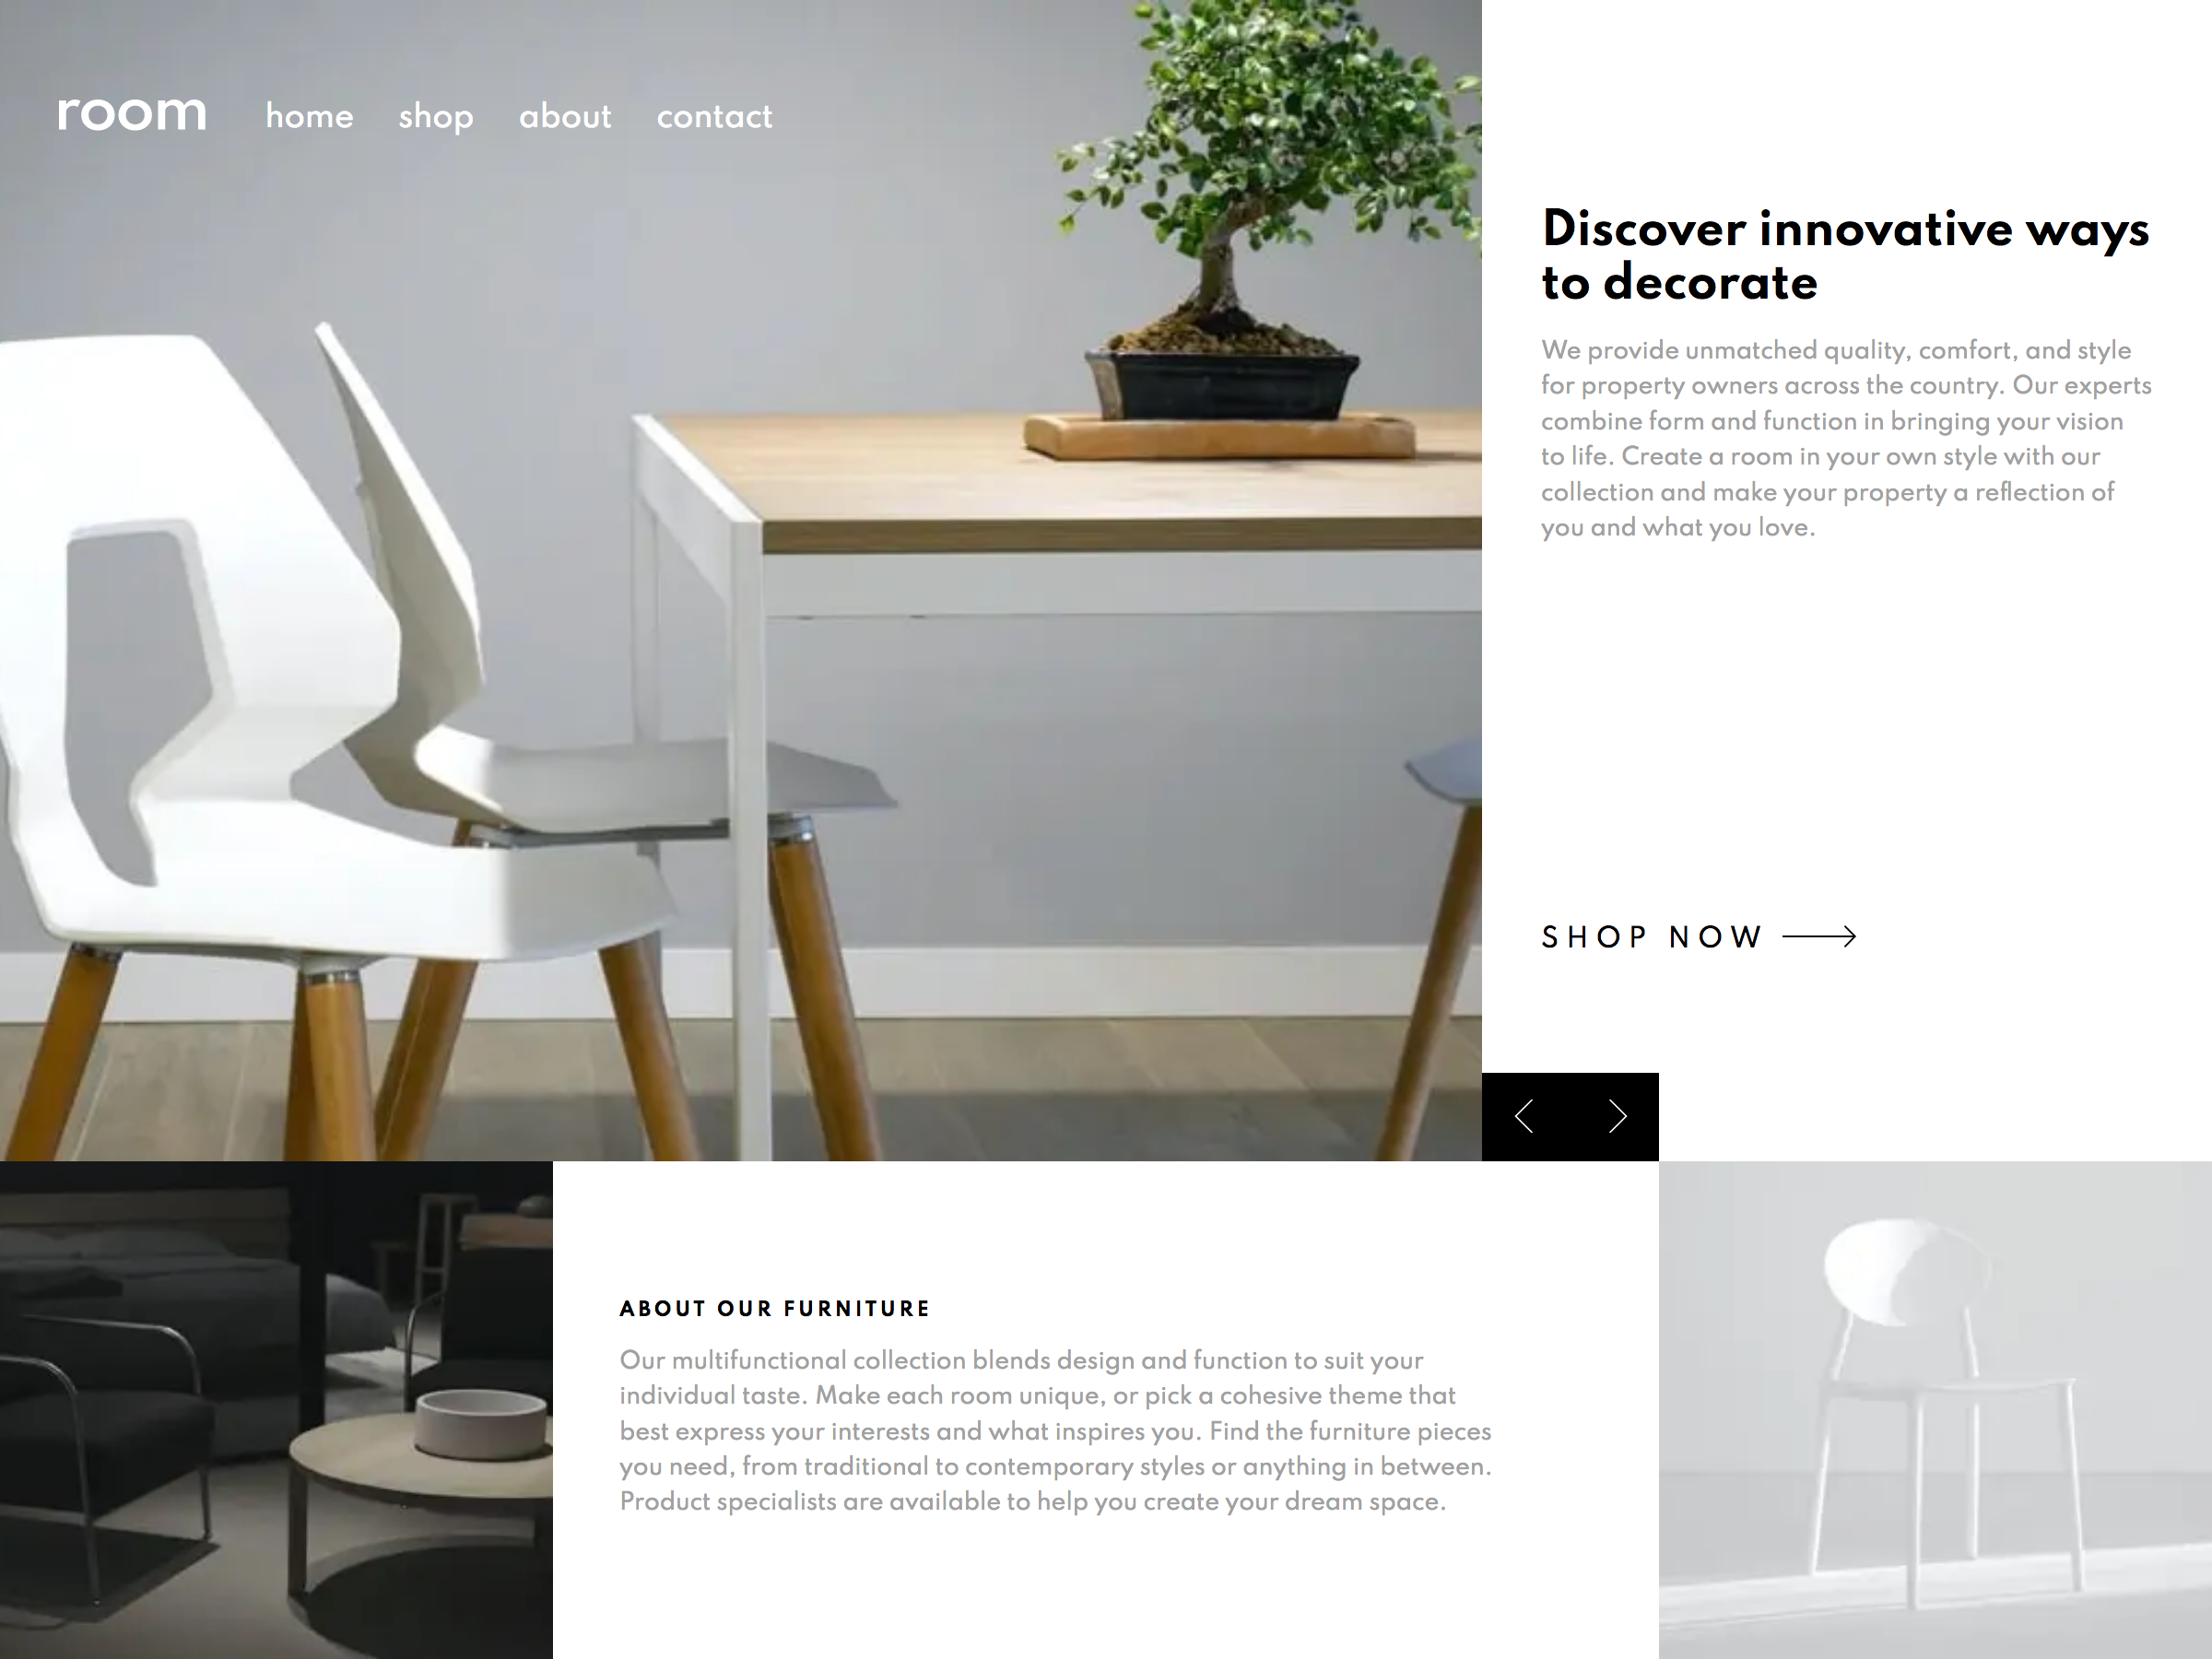 room
home shop about contact
Discover innovative ways
to decorate
We provide unmatched quality, comfort, and style
for property owners across the country. Our experts
combine form and function in bringing your vision
to life. Create a room in your own style with our
collection and make your property a reflection of
you and what you love.
SHOP NOW
ABOUT OUR FURNITURE
Our multifunctional collection blends design and function to suit your
individual taste. Make each room unique, or pick a cohesive theme that
best express your interests and what inspires you. Find the furniture pieces
you need, from traditional to contemporary styles or anything in between.
Product specialists are available to help you create your dream space.